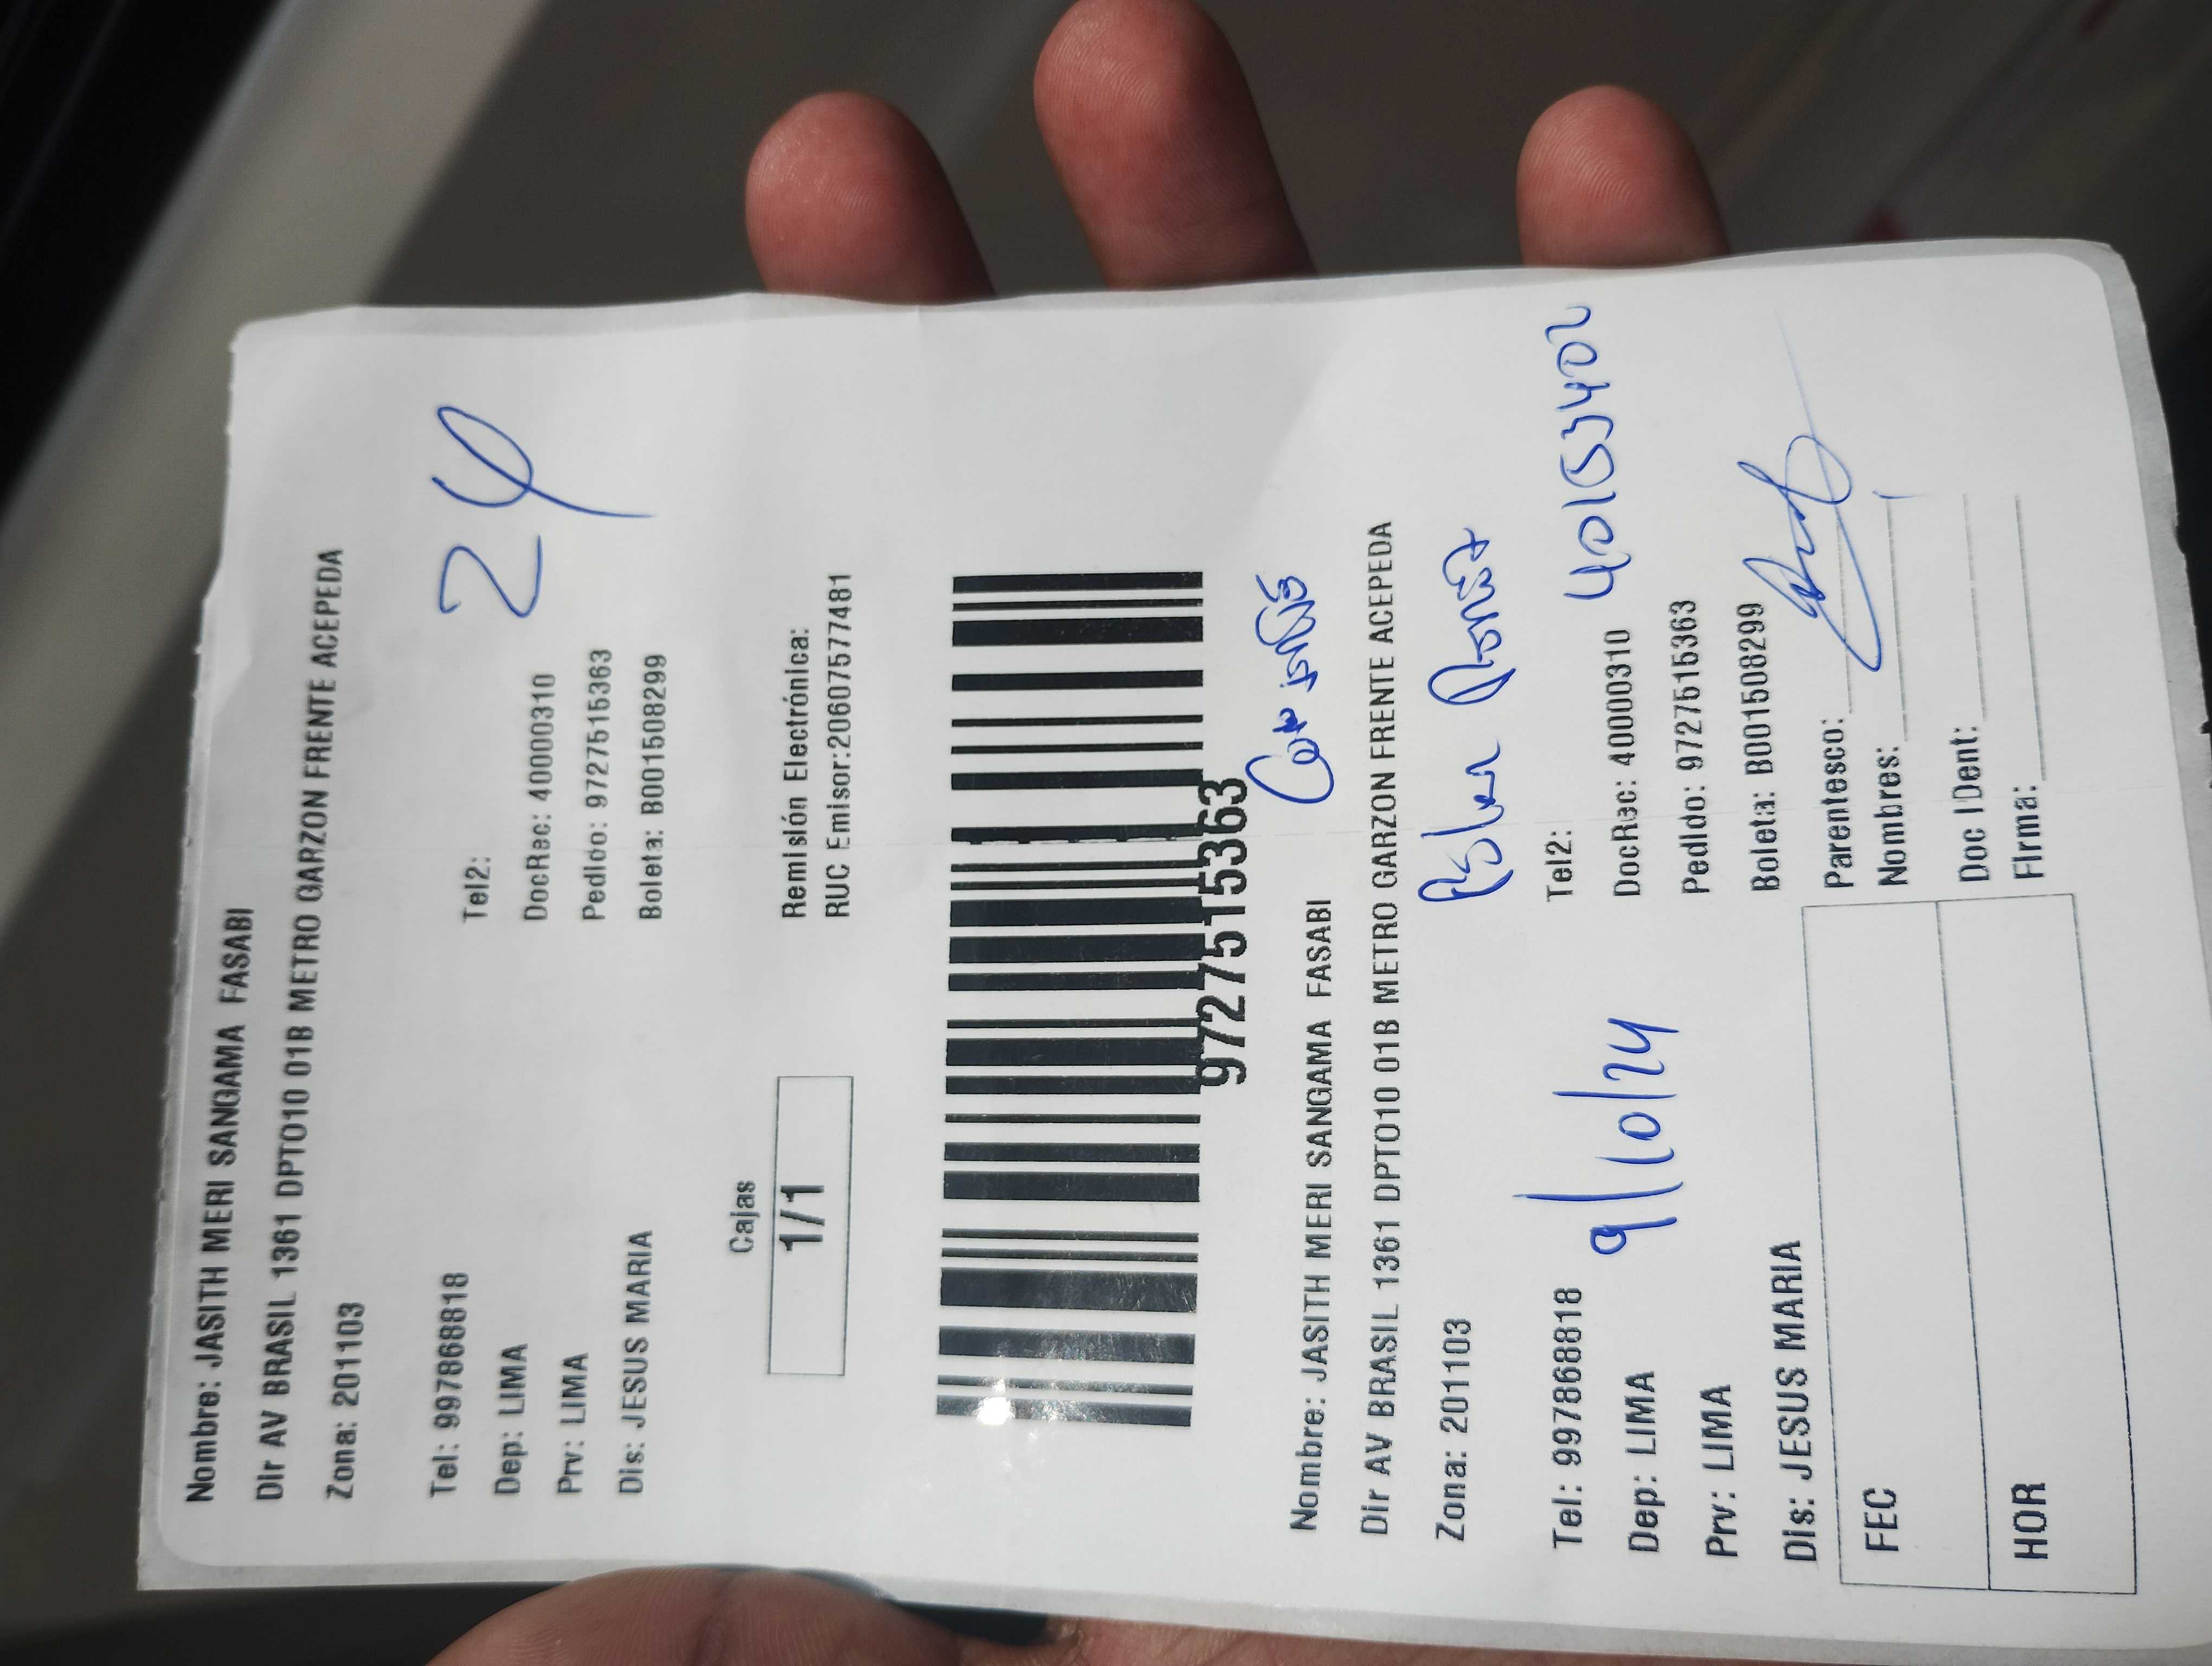 Nombre: JASITH MERI SANGAMA FASABI
Dir AV BRASIL 1361 DPTO10 01B METRO GARZON FRENTE ACEPEDA
Zona: 201103
24
Tel: 997868818 Tel2:
Dep: LIMA DocRec: 40000310
Prv: LIMA Pedido: 9727515363
Dis: JESUS MARIA Boleta: B001508299
Cajas
1/1
Remisión Electrónica:
RUC Emisor:20607577481
9727515363
Nombre: JASITH MERI SANGAMA FASABI
Dir AV BRASIL 1361 DPTO10 01B METRO GARZON FRENTE ACEPEDA
Zona: 201103
Tel: 997868818 Tel2:
9/10/24
Dep: LIMA DocRec: 40000310
Prv: LIMA Pedido: 9727515363
Dis: JESUS MARIA Boleta: B001508299
FEC
HOR
Parentesco:
Nombres:
Doc IDent:
Firma: